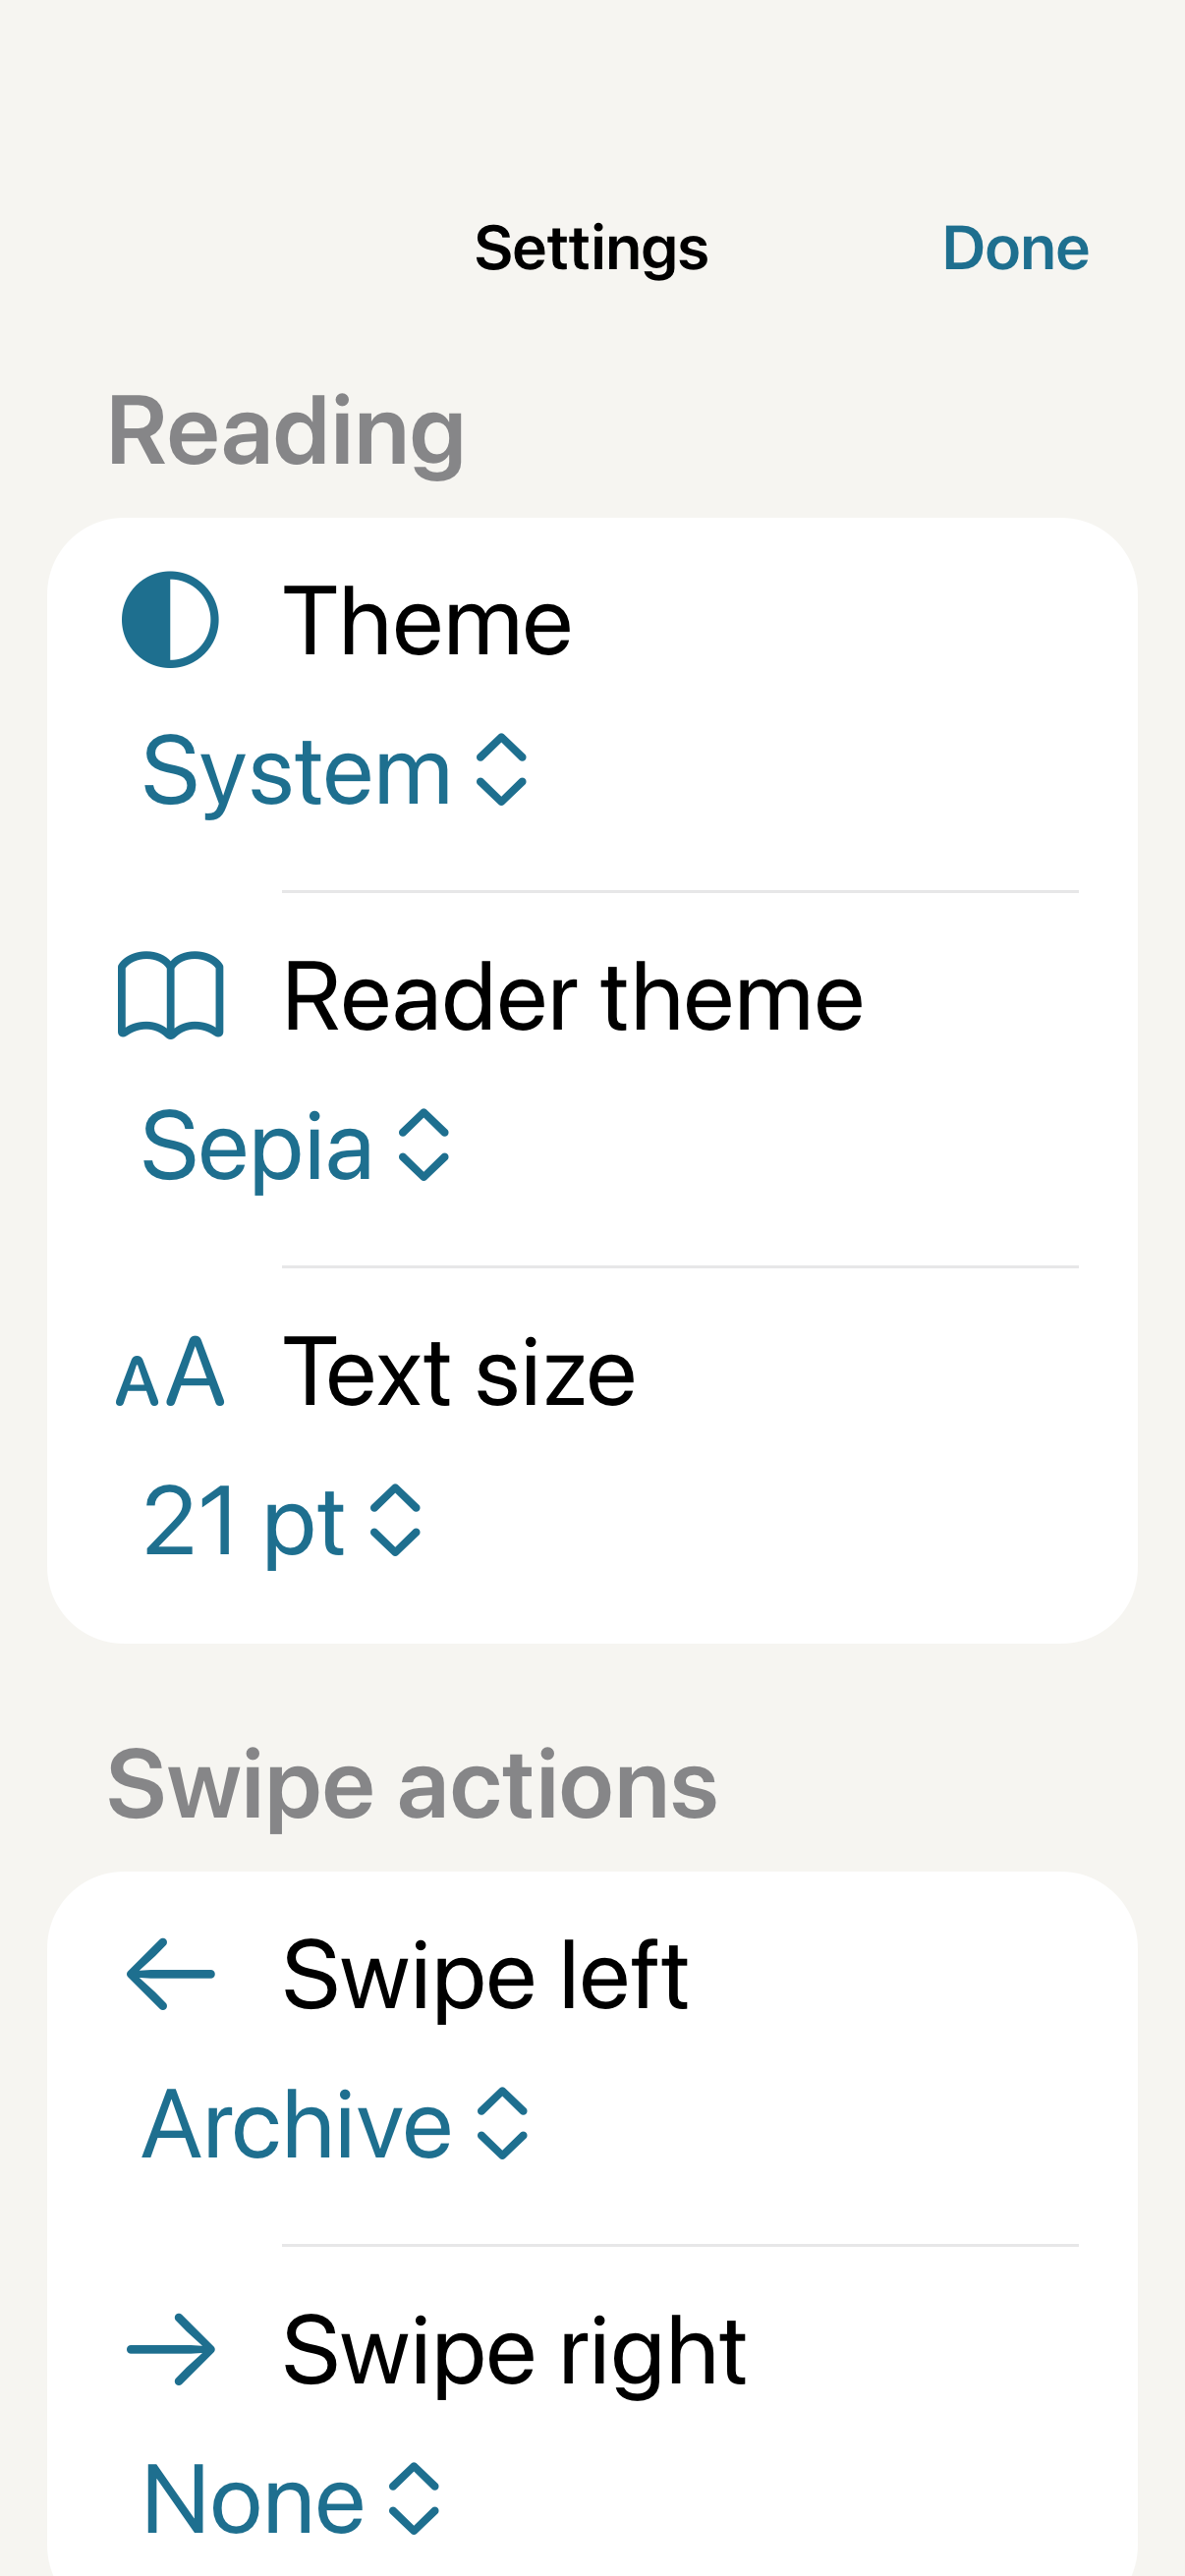 Settings
Done
Reading
Theme
System
Reader theme
Sepia
AA Text size
21 pt
Swipe actions
Swipe left
Archive
Swipe right
None